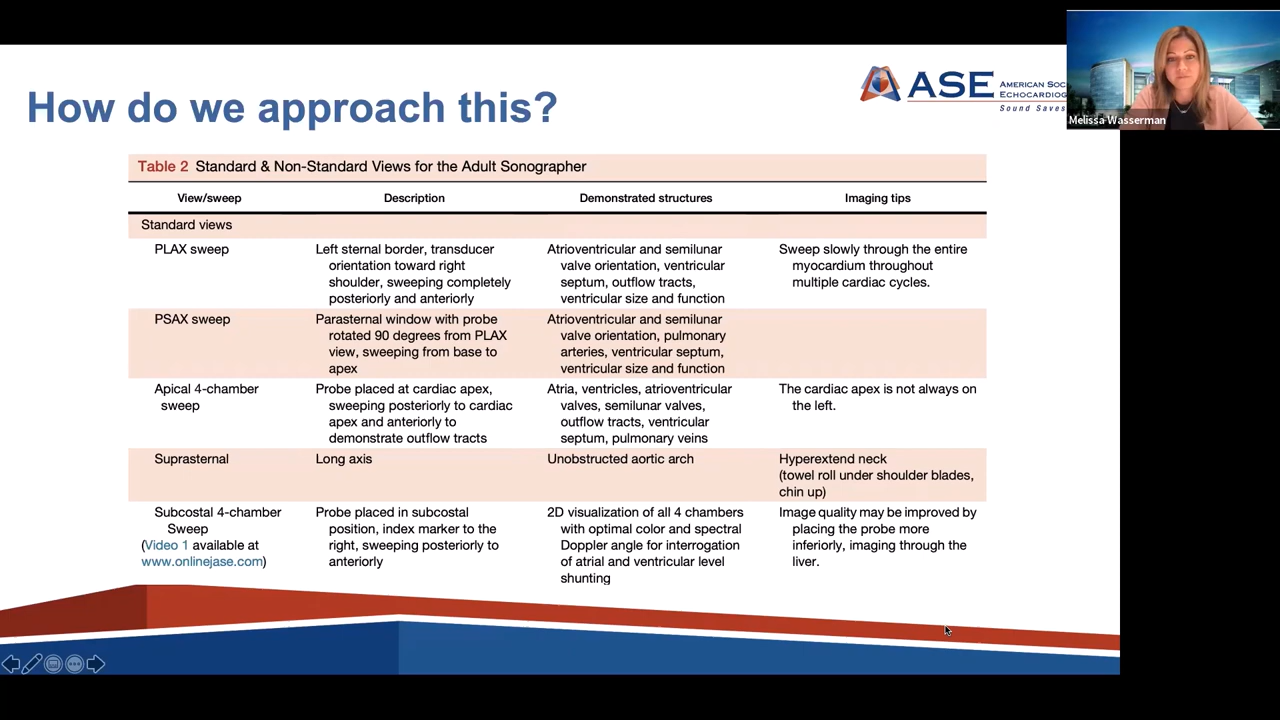 How do we approach this?
ASE
AMERICAN SOC
ECHOCARDIOG
Sound Saves
Melissa Wasserman
Table 2 Standard & Non-Standard Views for the Adult Sonographer
View/sweep Description Demonstrated structures Imaging tips
Standard views
PLAX sweep
Left sternal border, transducer
orientation toward right
shoulder, sweeping completely
posteriorly and anteriorly
Atrioventricular and semilunar
valve orientation, ventricular
septum, outflow tracts,
ventricular size and function
Sweep slowly through the entire
myocardium throughout
multiple cardiac cycles.
PSAX sweep
Parasternal window with probe
rotated 90 degrees from PLAX
view, sweeping from base to
apex
Atrioventricular and semilunar
valve orientation, pulmonary
arteries, ventricular septum,
ventricular size and function
Apical 4-chamber
sweep
Probe placed at cardiac apex,
sweeping posteriorly to cardiac
apex and anteriorly to
demonstrate outflow tracts
Atria, ventricles, atrioventricular
valves, semilunar valves,
outflow tracts, ventricular
septum, pulmonary veins
The cardiac apex is not always on
the left.
Suprasternal
Long axis
Unobstructed aortic arch
Hyperextend neck
(towel roll under shoulder blades,
chin up)
Subcostal 4-chamber
Sweep
(Video 1 available at
www.onlinejase.com)
Probe placed in subcostal
position, index marker to the
right, sweeping posteriorly to
anteriorly
2D visualization of all 4 chambers
with optimal color and spectral
Doppler angle for interrogation
of atrial and ventricular level
shunting
Image quality may be improved by
placing the probe more
inferiorly, imaging through the
liver.